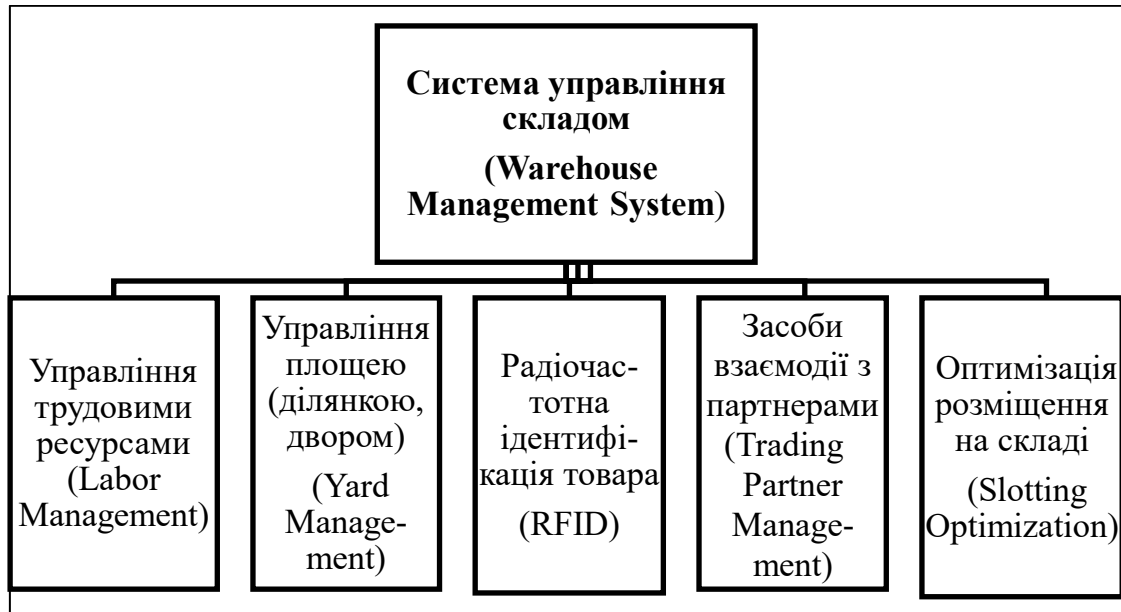 Система управління
складом
(Warehouse
Management System)
Управління
трудовими
ресурсами
(Labor
Management)
Управління
площею
(ділянкою,
двором)
(Yard
Manage-
ment)
Радіочас-
тотна
ідентифі-
кація товара
(RFID)
Засоби
взаємодії з
партнерами
(Trading
Partner
Manage-
ment)
Оптимізація
розміщення
на складі
(Slotting
Optimization)